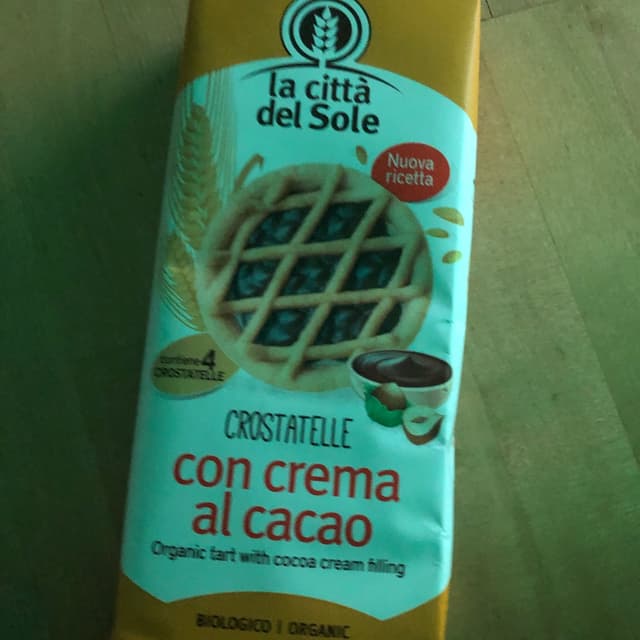 la città
del Sole
Nuova
ricetta
contiene 4
CROSTATELLE
CROSTATELLE
con crema
al cacao
Organic tart with cocoa cream filling
BIOLOGICO | ORGANIC